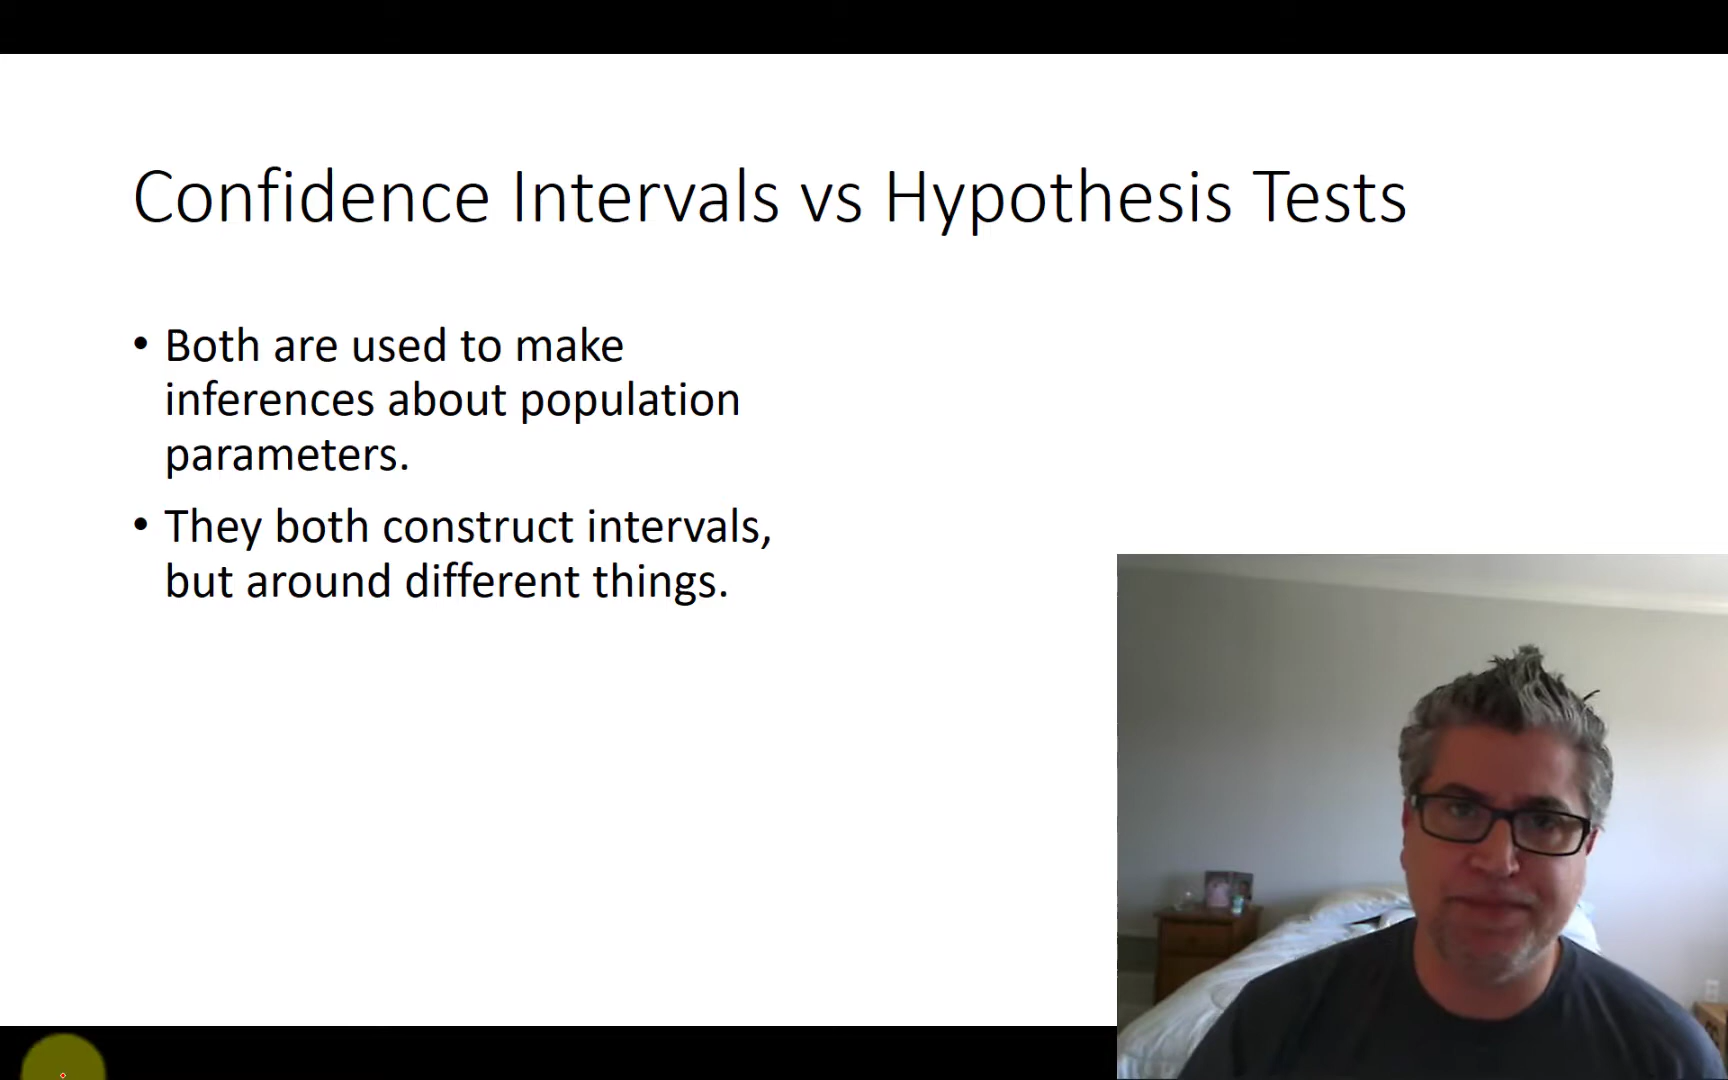 Confidence Intervals vs Hypothesis Tests
• Both are used to make
inferences about population
parameters.
• They both construct intervals,
but around different things.